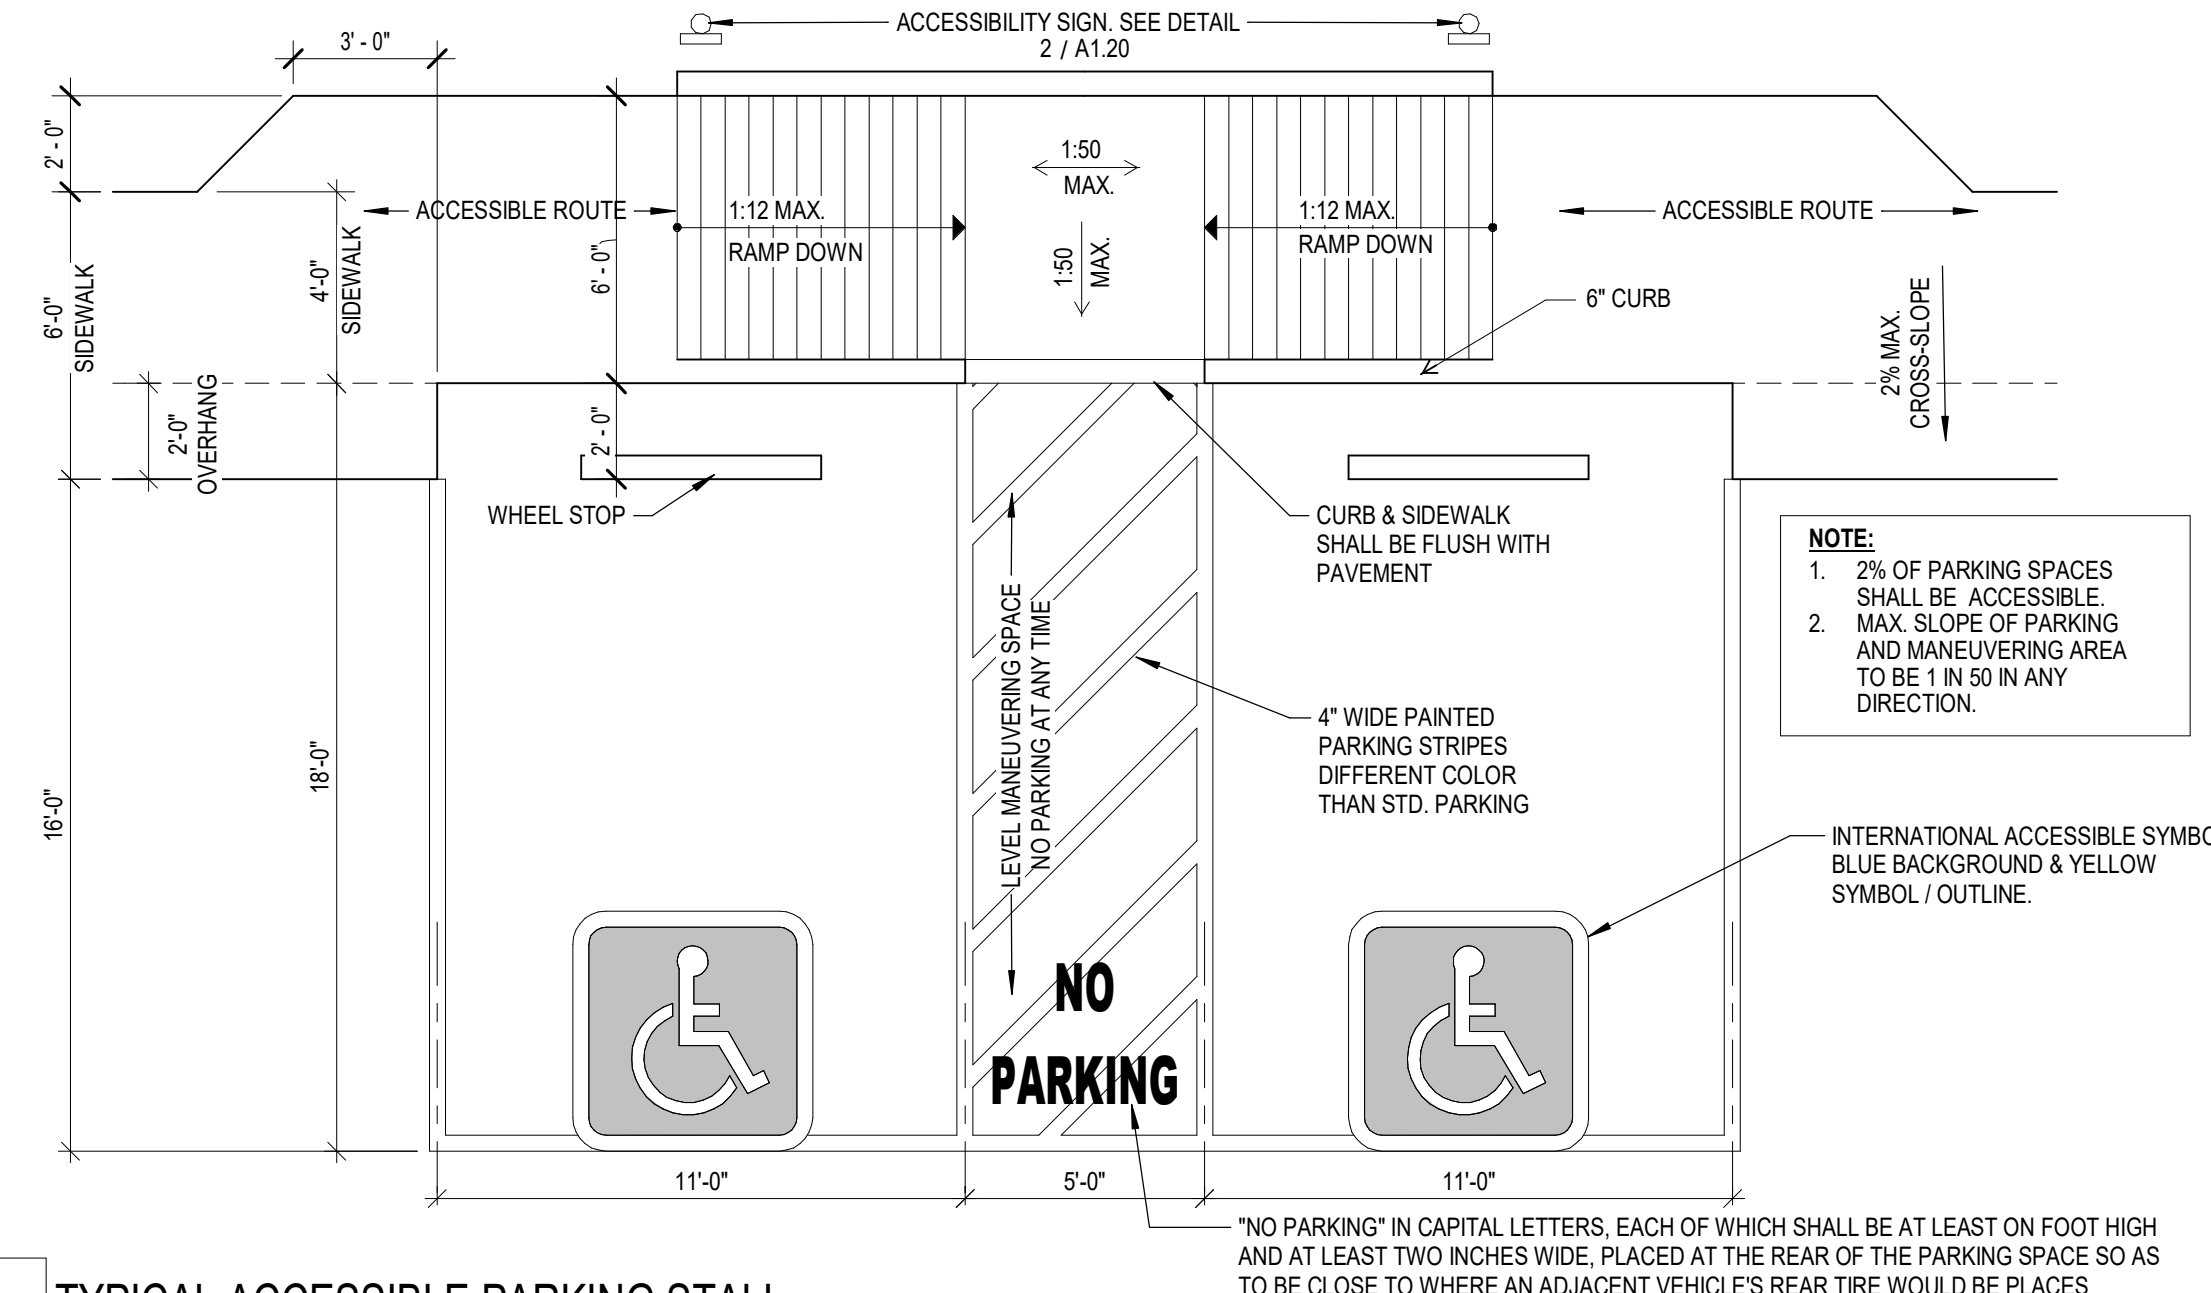 ACCESSIBILITY SIGN. SEE DETAIL
2 / A1.20
3' - 0"
2' - 0"
1:50
MAX.
ACCESSIBLE ROUTE
1:12 MAX.
RAMP DOWN
1:12 MAX.
RAMP DOWN
ACCESSIBLE ROUTE
6'-0"
SIDEWALK
4'-0"
SIDEWALK
6' - 0"
1:50
MAX.
6" CURB
2% MAX.
CROSS-SLOPE
2'-0"
OVERHANG
2' - 0"
WHEEL STOP
CURB & SIDEWALK
SHALL BE FLUSH WITH
PAVEMENT
NOTE:
1. 2% OF PARKING SPACES
SHALL BE ACCESSIBLE.
2. MAX. SLOPE OF PARKING
AND MANEUVERING AREA
TO BE 1 IN 50 IN ANY
DIRECTION.
LEVEL MANEUVERING SPACE
NO PARKING AT ANY TIME
4" WIDE PAINTED
PARKING STRIPES
DIFFERENT COLOR
THAN STD. PARKING
16'-0"
18'-0"
INTERNATIONAL ACCESSIBLE SYMBO
BLUE BACKGROUND & YELLOW
SYMBOL / OUTLINE.
NO
PARKING
11'-0"
5'-0"
11'-0"
"NO PARKING" IN CAPITAL LETTERS, EACH OF WHICH SHALL BE AT LEAST ON FOOT HIGH
AND AT LEAST TWO INCHES WIDE, PLACED AT THE REAR OF THE PARKING SPACE SO AS
TO BE CLOSE TO WHERE AN ADJACENT VEHICLE'S REAR TIRE WOULD BE PLACES
TYPICAL ACCESSIBLE PARKING STALL